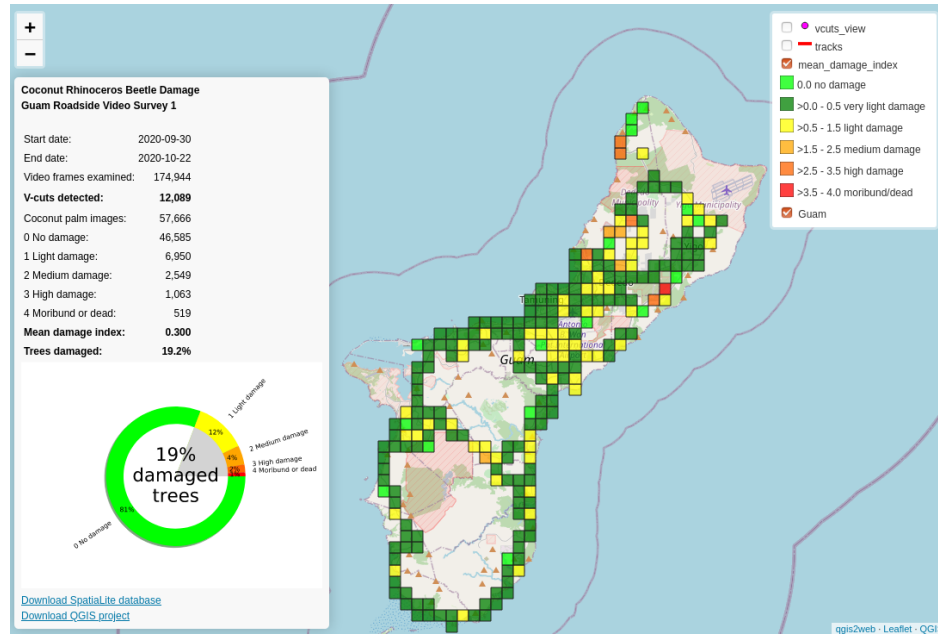 +
−
Coconut Rhinoceros Beetle Damage
Guam Roadside Video Survey 1
Start date: 2020-09-30
End date: 2020-10-22
Video frames examined: 174,944
V-cuts detected: 12,089
Coconut palm images: 57,666
0 No damage: 46,585
1 Light damage: 6,950
2 Medium damage: 2,549
3 High damage: 1,063
4 Moribund or dead: 519
Mean damage index: 0.300
Trees damaged: 19.2%
1 Light damage
12%
2 Medium damage
4%
3 High damage
2%
4 Moribund or dead
19%
damaged
trees
81%
0 No damage
Download SpatiaLite database
Download QGIS project
vcuts_view
tracks
mean_damage_index
0.0 no damage
>0.0 - 0.5 very light damage
>0.5 - 1.5 light damage
>1.5 - 2.5 medium damage
>2.5 - 3.5 high damage
>3.5 - 4.0 moribund/dead
Guam
Municipality
Municipality
Guam
qgis2web · Leaflet · QGI